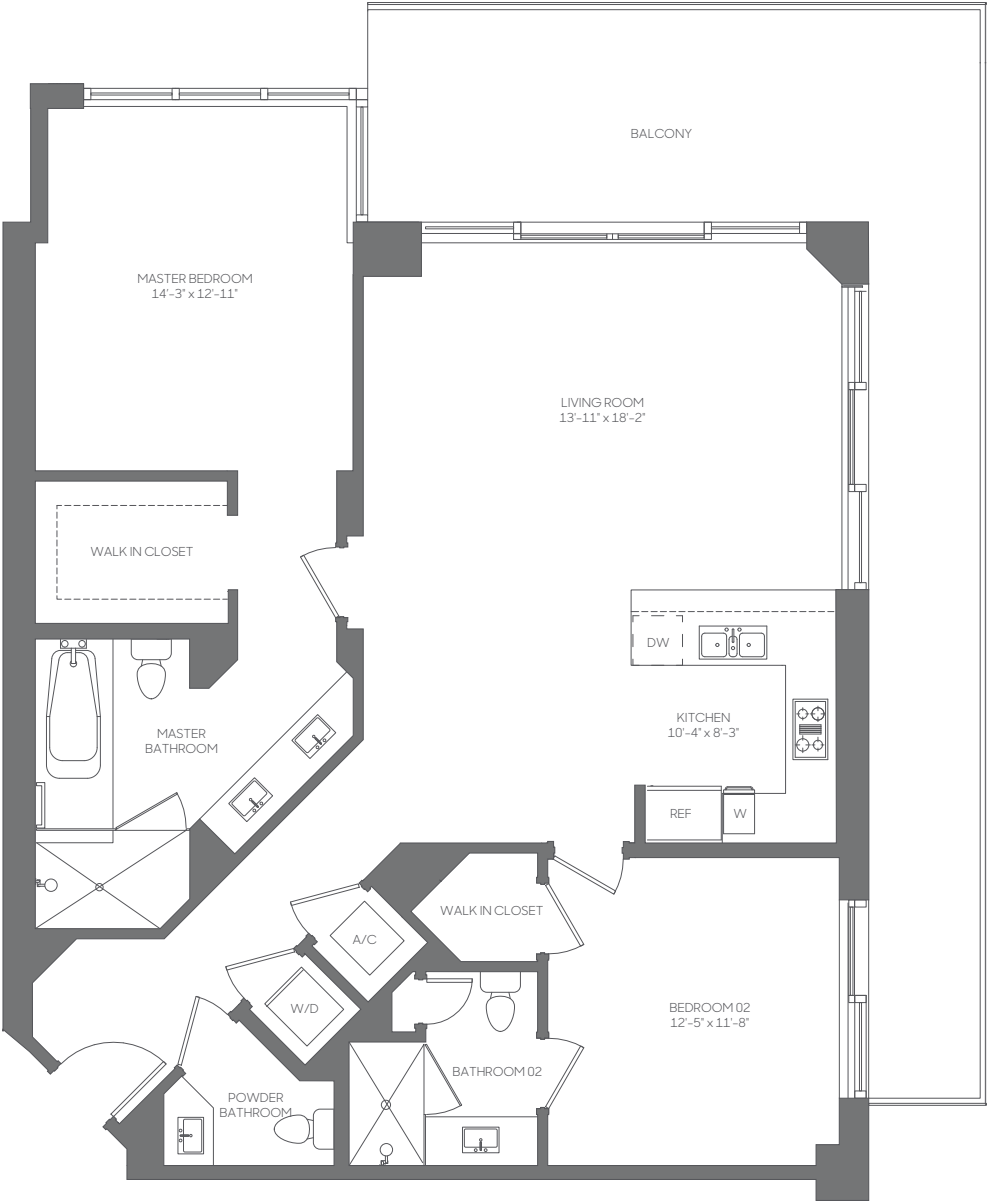 BALCONY
MASTER BEDROOM
14'-3" x 12'-11"
LIVING ROOM
13'-11" x 18'-2"
WALK IN CLOSET
DW
KITCHEN
10'-4" x 8'-3"
MASTER
BATHROOM
REF
W
WALK IN CLOSET
A/C
W/D
BEDROOM 02
12'-5" x 11'-8"
BATHROOM 02
POWDER
BATHROOM